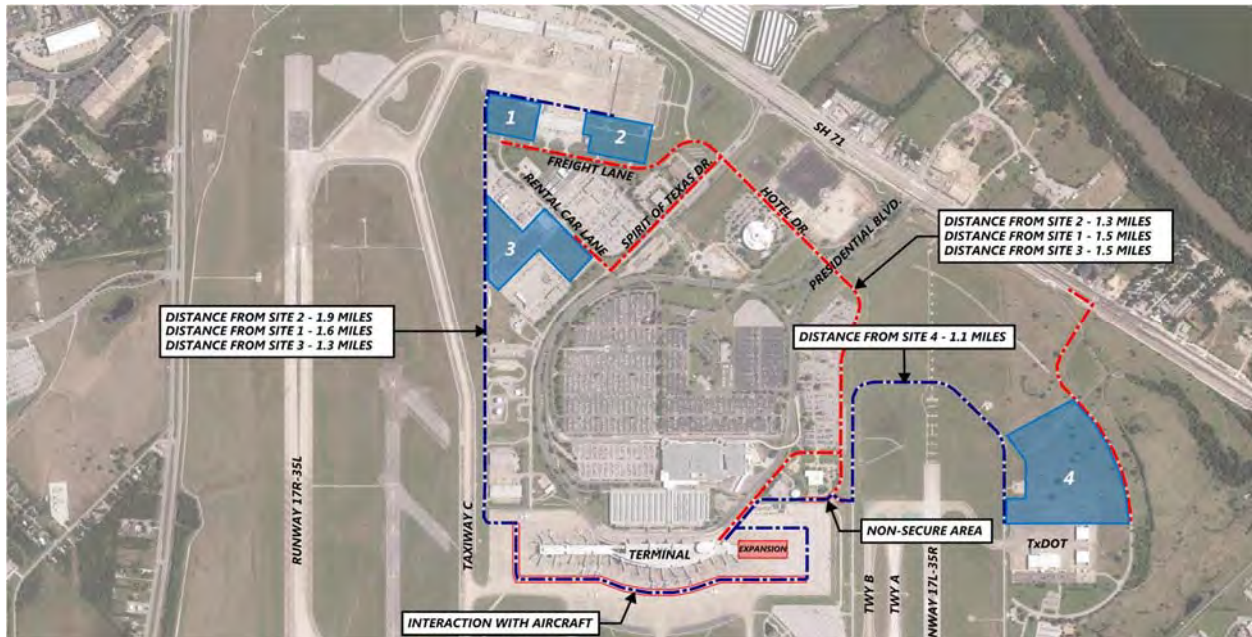 1
2
SH 71
FREIGHT LANE
RENTAL CAR LANE
SPIRIT OF TEXAS DR.
HOTEL DR.
PRESIDENTIAL BLVD.
3
DISTANCE FROM SITE 2 - 1.3 MILES
DISTANCE FROM SITE 1 - 1.5 MILES
DISTANCE FROM SITE 3 - 1.5 MILES
DISTANCE FROM SITE 2 - 1.9 MILES
DISTANCE FROM SITE 1 - 1.6 MILES
DISTANCE FROM SITE 3 - 1.3 MILES
DISTANCE FROM SITE 4 - 1.1 MILES
4
RUNWAY 17R-35L
TAXIWAY C
NON-SECURE AREA
TERMINAL
EXPANSION
TxDOT
TWY B
TWY A
NWAY 17L-35R
INTERACTION WITH AIRCRAFT